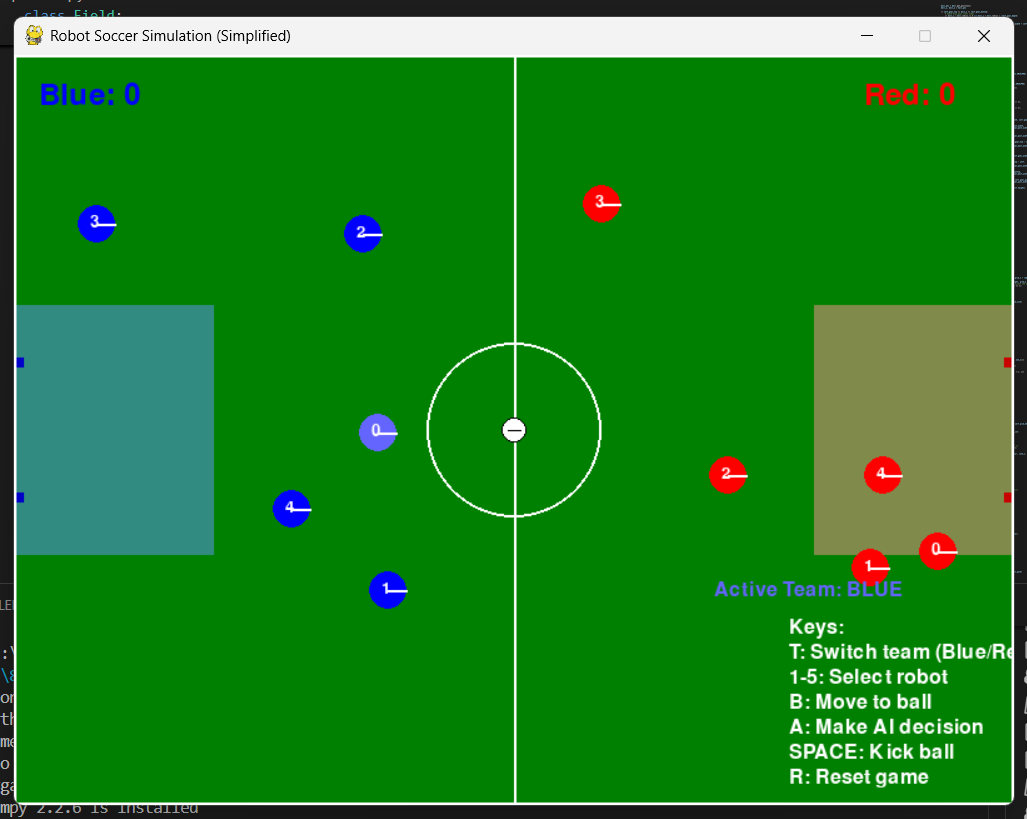 class Field:
Robot Soccer Simulation (Simplified)
Blue: 0
Red: 0
3
3
2
0
2
4
4
0
1
1
Active Team: BLUE
Keys:
T: Switch team (Blue/Re
1-5: Select robot
B: Move to ball
A: Make AI decision
SPACE: Kick ball
R: Reset game
mpy 2.2.6 is installed